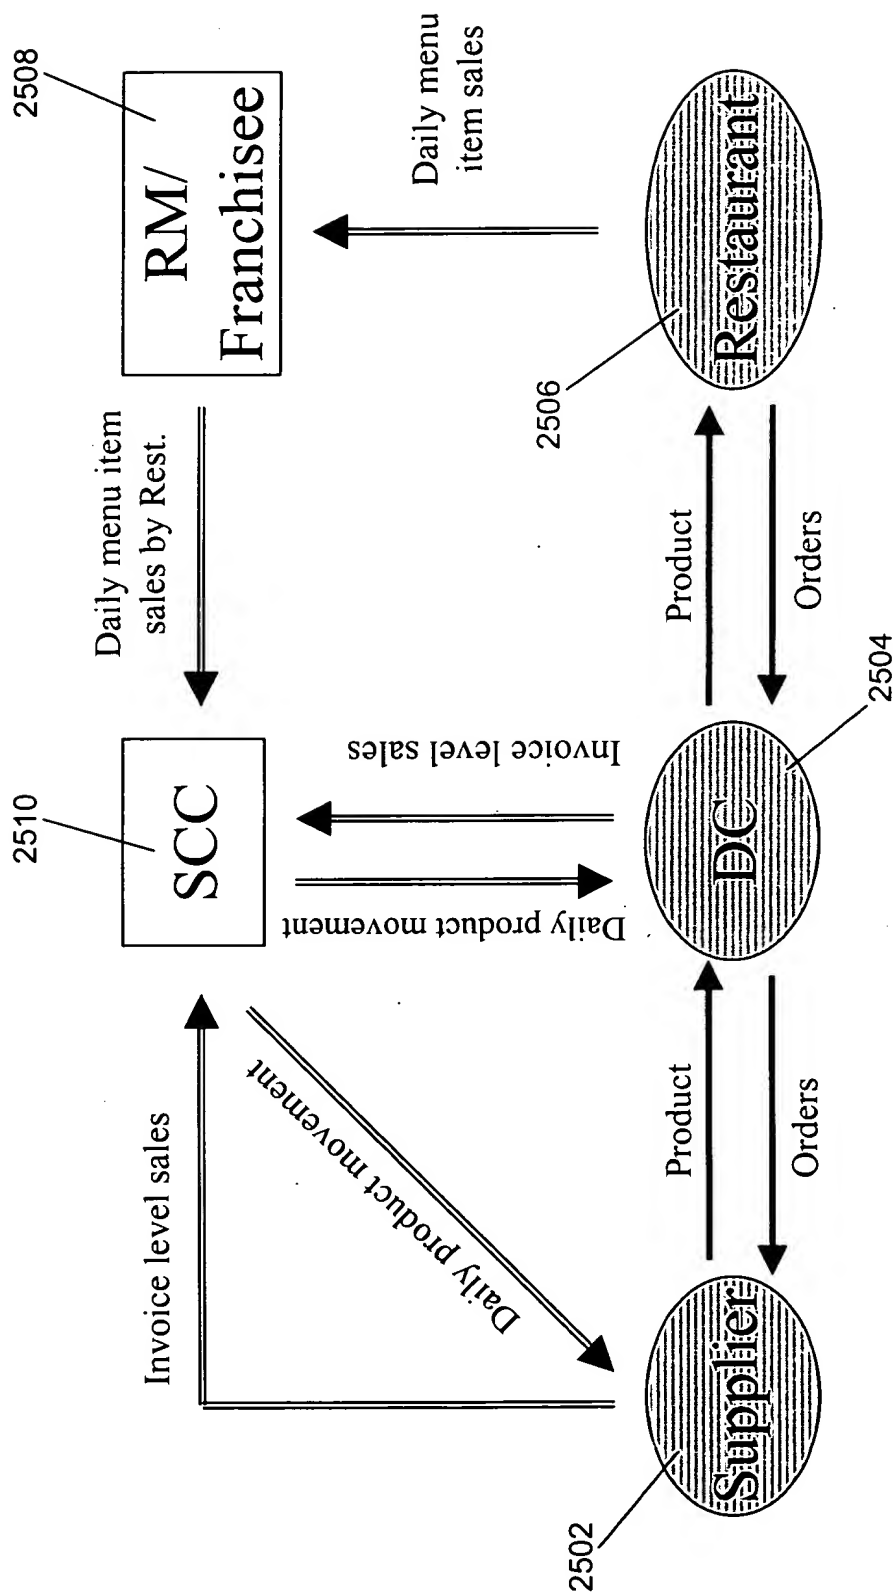 2510
SCC
Daily menu item
sales by Rest.
2508
RM/
Franchisee
Invoice level sales
Daily product movement
Daily product movement
Invoice level sales
Daily menu
item sales
2502
Supplier
Product
Orders
DC
2504
Product
Orders
2506
Restaurant